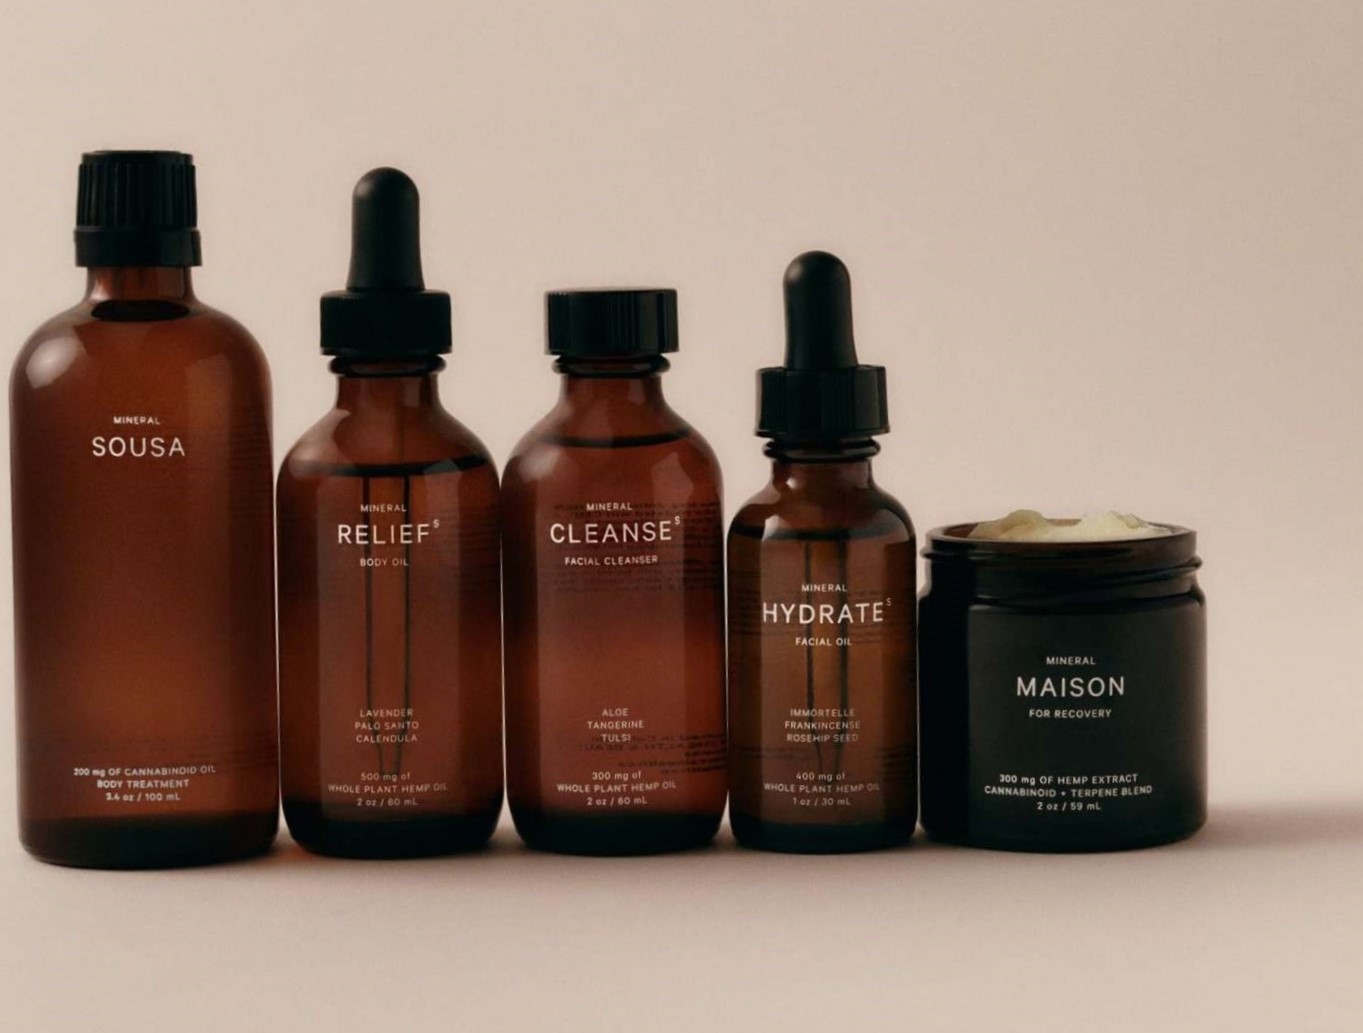 MINERAL
SOUSA
200 mg OF CANNABINOID OIL
BODY TREATMENT
3.4 oz / 100 mL
MINERAL
RELIEFˢ
BODY OIL
LAVENDER
PALO SANTO
CALENDULA
500 mg of
WHOLE PLANT HEMP OIL
2 oz / 60 mL
MINERAL
CLEANSEˢ
FACIAL CLEANSER
ALOE
TANGERINE
TULSI
300 mg of
WHOLE PLANT HEMP OIL
2 oz / 60 mL
MINERAL
HYDRATEˢ
FACIAL OIL
IMMORTELLE
FRANKINCENSE
ROSEHIP SEED
400 mg of
WHOLE PLANT HEMP OIL
1 oz / 30 mL
MINERAL
MAISON
FOR RECOVERY
300 mg OF HEMP EXTRACT
CANNABINOID + TERPENE BLEND
2 oz / 59 mL